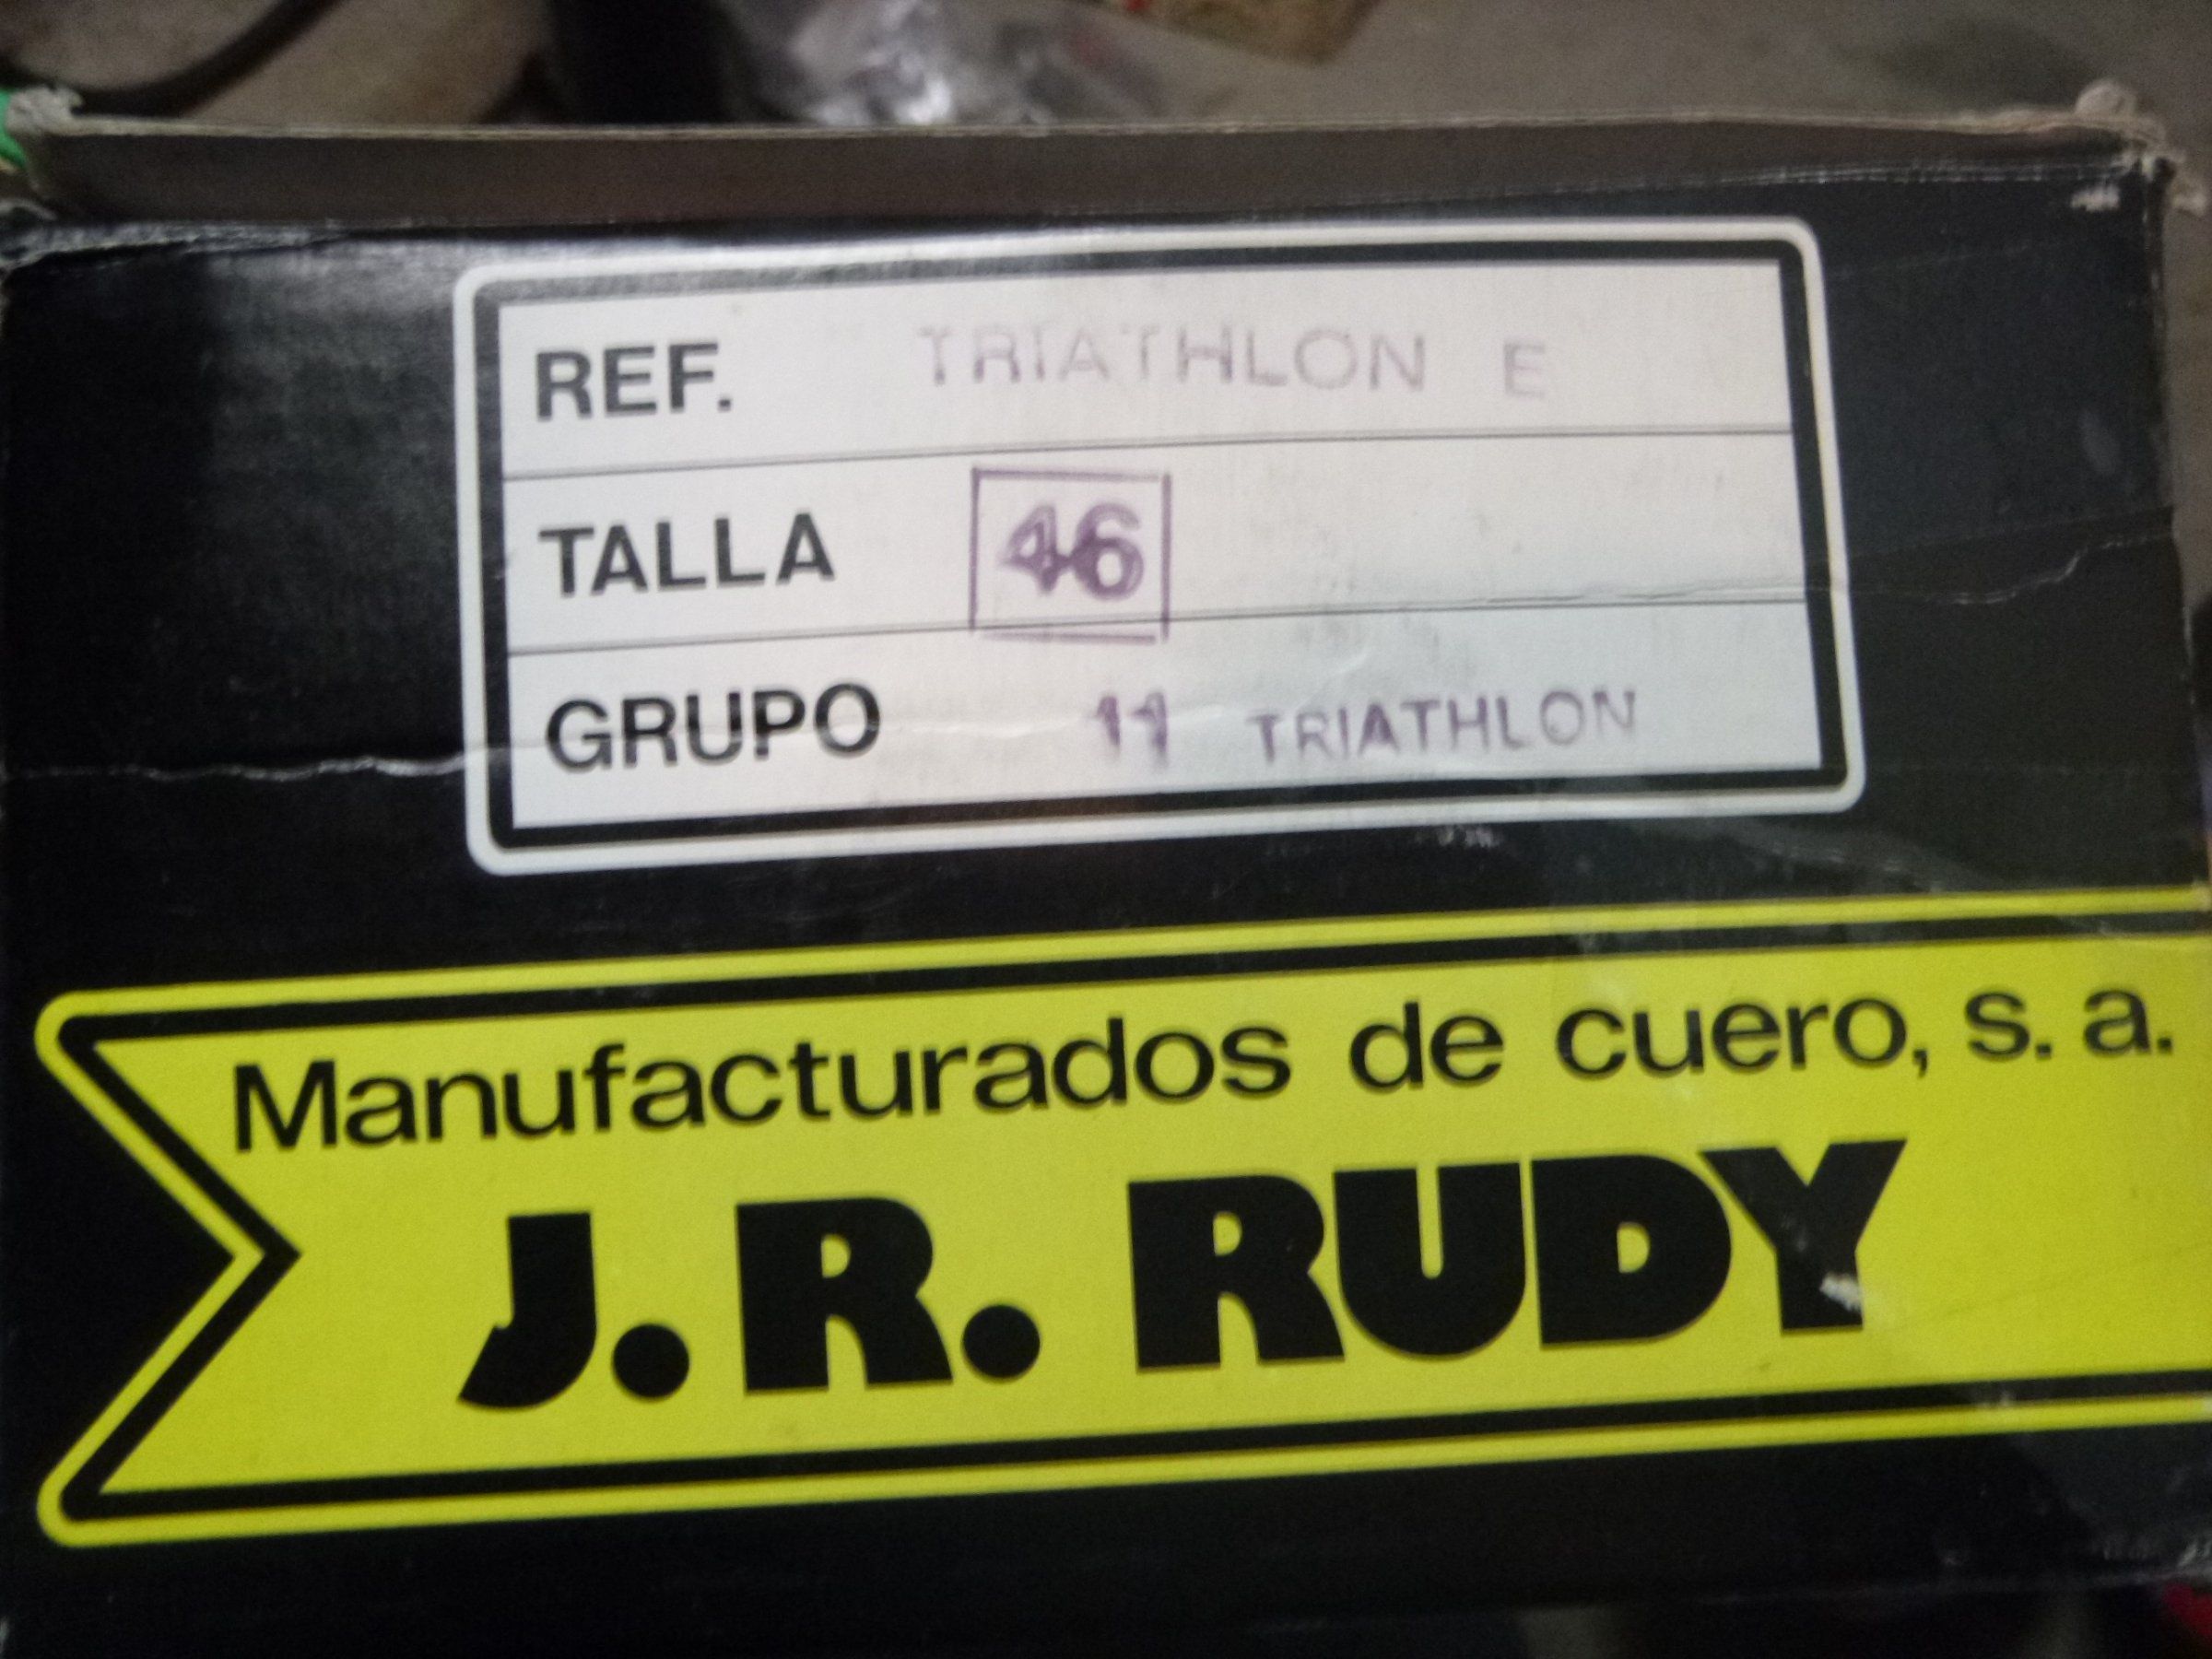 REF. TRIATHLON E
TALLA 46
GRUPO 11 TRIATHLON
Manufacturados de cuero, s. a.
J. R. RUDY